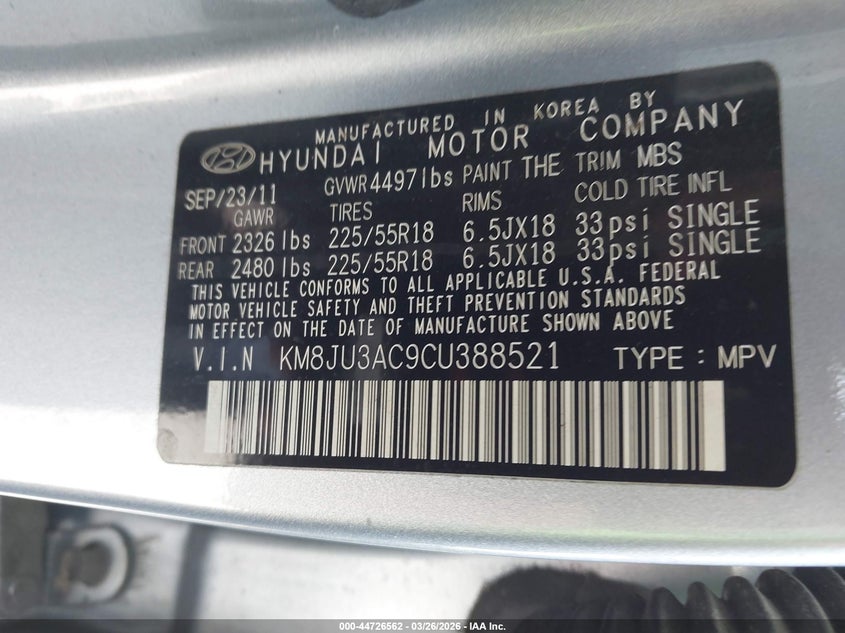 MANUFACTURED IN KOREA BY
HYUNDAI MOTOR COMPANY
SEP/23/11 GVWR 4497lbs PAINT THE TRIM MBS
GAWR TIRES RIMS COLD TIRE INFL
FRONT 2326 lbs 225/55R18 6.5JX18 33psi SINGLE
REAR 2480 lbs 225/55R18 6.5JX18 33psi SINGLE
THIS VEHICLE CONFORMS TO ALL APPLICABLE U.S.A. FEDERAL
MOTOR VEHICLE SAFETY AND THEFT PREVENTION STANDARDS
IN EFFECT ON THE DATE OF MANUFACTURE SHOWN ABOVE
V.I.N KM8JU3AC9CU388521 TYPE : MPV
000-44726562 - 03/26/2026 - IAA Inc.